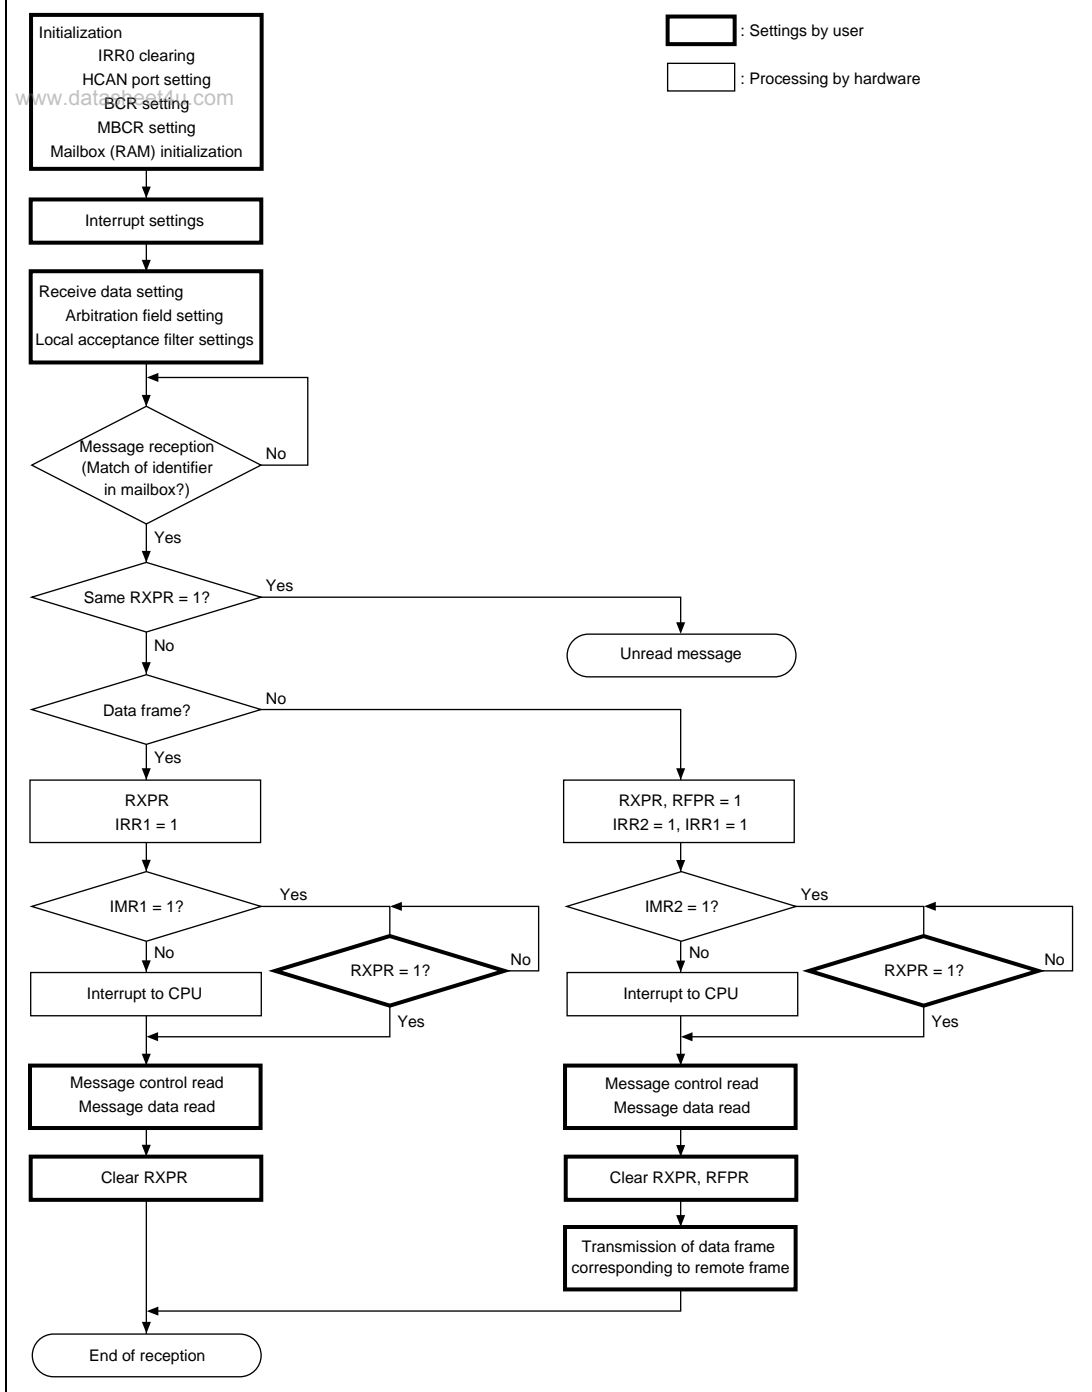 Initialization
IRR0 clearing
HCAN port setting
www.datasheet4u.com
BCR setting
MBCR setting
Mailbox (RAM) initialization
: Settings by user
: Processing by hardware
Interrupt settings
Receive data setting
Arbitration field setting
Local acceptance filter settings
Message reception
(Match of identifier
in mailbox?)
No
Yes
Same RXPR = 1?
Yes
No
Unread message
Data frame?
No
Yes
RXPR
IRR1 = 1
RXPR, RFPR = 1
IRR2 = 1, IRR1 = 1
IMR1 = 1?
Yes
No
RXPR = 1?
No
Yes
Interrupt to CPU
IMR2 = 1?
Yes
No
RXPR = 1?
No
Yes
Interrupt to CPU
Message control read
Message data read
Message control read
Message data read
Clear RXPR
Clear RXPR, RFPR
Transmission of data frame
corresponding to remote frame
End of reception